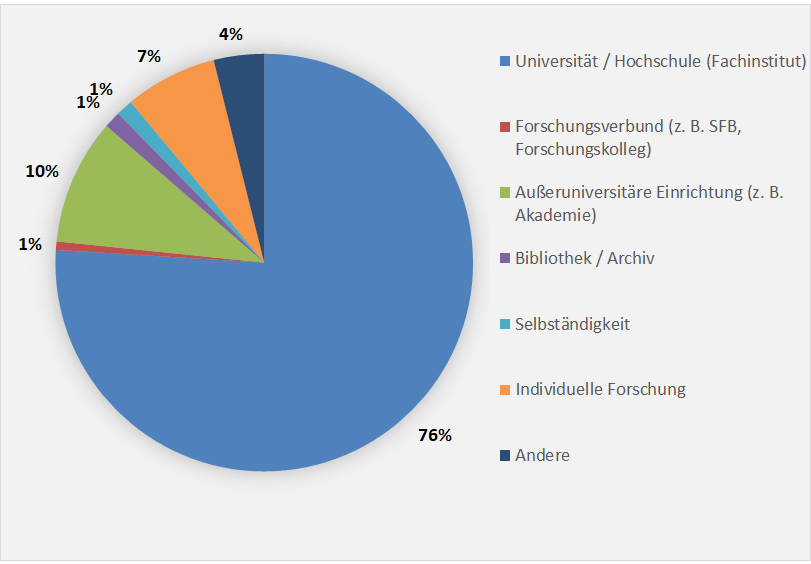 4%
7%
1%
1%
10%
1%
76%
Universität / Hochschule (Fachinstitut)
Forschungsverbund (z. B. SFB,
Forschungskolleg)
Außeruniversitäre Einrichtung (z. B.
Akademie)
Bibliothek / Archiv
Selbständigkeit
Individuelle Forschung
Andere